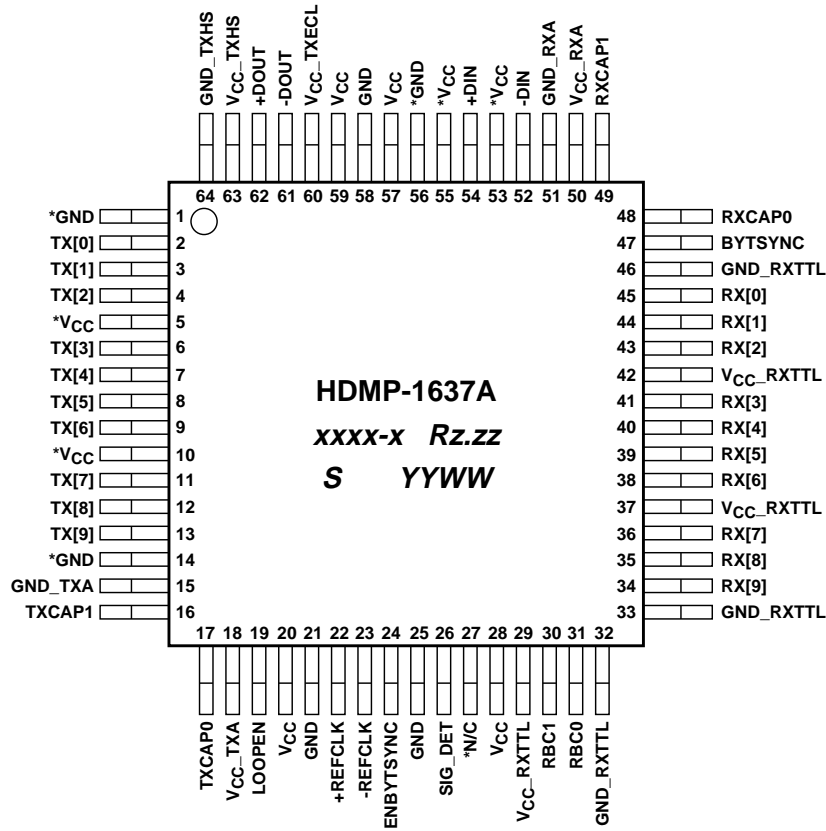 GND_TXHS
VCC_TXHS
+DOUT
-DOUT
VCC_TXECL
VCC
GND
VCC
*GND
*VCC
+DIN
*VCC
-DIN
GND_RXA
VCC_RXA
RXCAP1
64 63 62 61 60 59 58 57 56 55 54 53 52 51 50 49
*GND 1
TX[0] 2
TX[1] 3
TX[2] 4
*VCC 5
TX[3] 6
TX[4] 7
TX[5] 8
TX[6] 9
*VCC 10
TX[7] 11
TX[8] 12
TX[9] 13
*GND 14
GND_TXA 15
TXCAP1 16
HDMP-1637A
xxxx-x Rz.zz
S YYWW
48 RXCAP0
47 BYTSYNC
46 GND_RXTTL
45 RX[0]
44 RX[1]
43 RX[2]
42 VCC_RXTTL
41 RX[3]
40 RX[4]
39 RX[5]
38 RX[6]
37 VCC_RXTTL
36 RX[7]
35 RX[8]
34 RX[9]
33 GND_RXTTL
17 18 19 20 21 22 23 24 25 26 27 28 29 30 31 32
TXCAP0
VCC_TXA
LOOPEN
VCC
GND
+REFCLK
-REFCLK
ENBYTSYNC
GND
SIG_DET
*N/C
VCC
VCC_RXTTL
RBC1
RBC0
GND_RXTTL